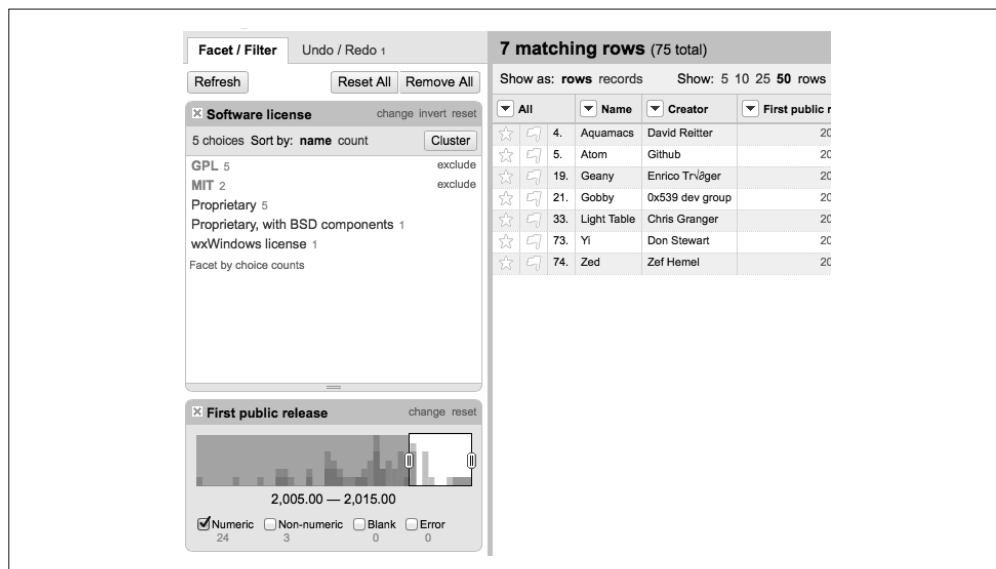 Facet / Filter
Undo / Redo 1
Refresh
Reset All
Remove All
Software license
change invert reset
5 choices Sort by: name count
Cluster
GPL 5
exclude
MIT 2
exclude
Proprietary 5
Proprietary, with BSD components 1
wxWindows license 1
Facet by choice counts
First public release
change reset
2,005.00 — 2,015.00
Numeric
Non-numeric
Blank
Error
24
3
0
0
7 matching rows (75 total)
Show as: rows records
Show: 5 10 25 50 rows
All
Name
Creator
First public r
4. Aquamacs David Reitter 20
5. Atom Github 20
19. Geany Enrico Tr√∂ger 20
21. Gobby 0x539 dev group 20
33. Light Table Chris Granger 20
73. Yi Don Stewart 20
74. Zed Zef Hemel 20